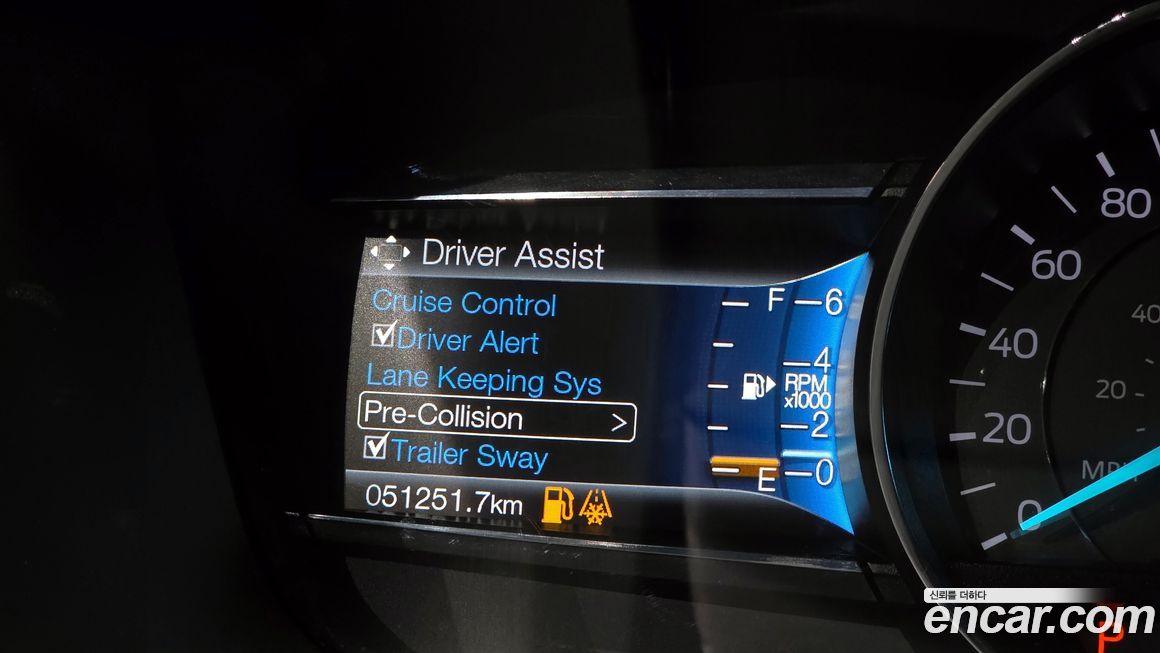 Driver Assist
Cruise Control
Driver Alert
Lane Keeping Sys
Pre-Collision >
Trailer Sway
051251.7km
F
E
6
4
RPM
x1000
2
0
80
60
40
20
0
40
20
신뢰를 더하다
encar.com
P